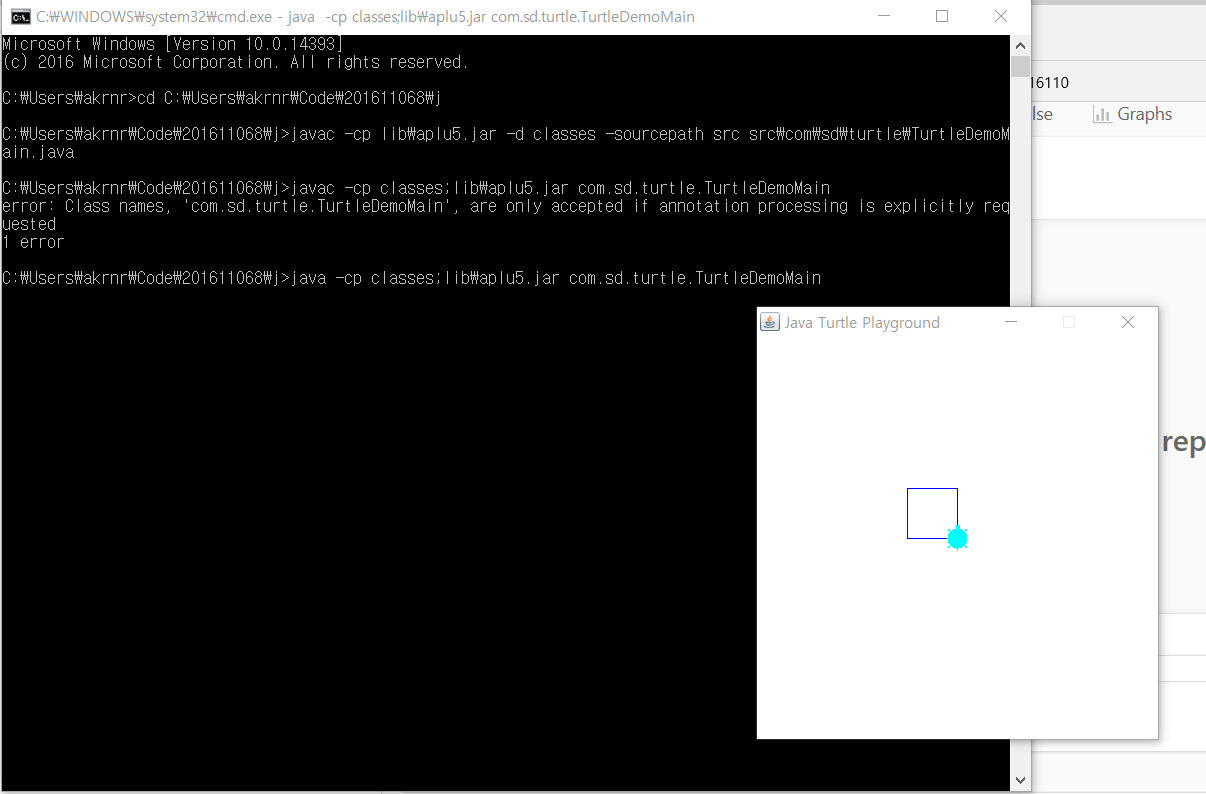 C:₩WINDOWS₩system32₩cmd.exe - java  -cp classes;lib₩aplu5.jar com.sd.turtle.TurtleDemoMain
Microsoft Windows [Version 10.0.14393]
(c) 2016 Microsoft Corporation. All rights reserved.
C:₩Users₩akrnr>cd C:₩Users₩akrnr₩Code₩201611068₩j
C:₩Users₩akrnr₩Code₩201611068₩j>javac -cp lib₩aplu5.jar -d classes -sourcepath src src₩com₩sd₩turtle₩TurtleDemoM
ain.java
C:₩Users₩akrnr₩Code₩201611068₩j>javac -cp classes;lib₩aplu5.jar com.sd.turtle.TurtleDemoMain
error: Class names, 'com.sd.turtle.TurtleDemoMain', are only accepted if annotation processing is explicitly req
uested
1 error
C:₩Users₩akrnr₩Code₩201611068₩j>java -cp classes;lib₩aplu5.jar com.sd.turtle.TurtleDemoMain
Java Turtle Playground
16110
lse
Graphs
rep